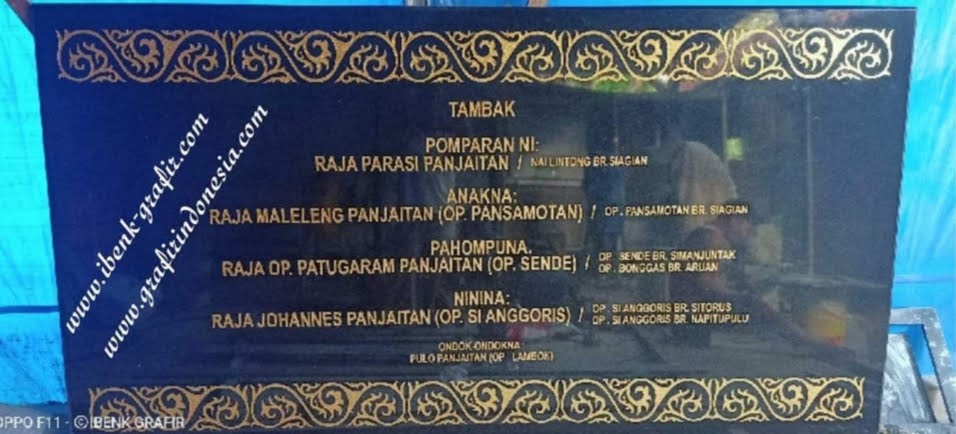 TAMBAK
POMPARAN NI:
RAJA PARASI PANJAITAN / NAI LINTONG BR.SIAGIAN
ANAKNA:
RAJA MALELENG PANJAITAN (OP. PANSAMOTAN) / OP. PANSAMOTAN BR. SIAGIAN
PAHOMPUNA.
RAJA OP. PATUGARAM PANJAITAN (OP. SENDE) / OP. SENDE BR. SIMANJUNTAK
OP. BONGGAS BR. ARUAN
NININA:
RAJA JOHANNES PANJAITAN (OP. SI ANGGORIS) / OP. SI ANGGORIS BR. SITORUS
OP. SI ANGGORIS BR. NAPITUPULU
ONDOK-ONDOKNA
PULO PANJAITAN (OP LAMBOK)
www.ibenk-grafir.com
www.grafirindonesia.com
OPPO F11 · © IBENK GRAFIR